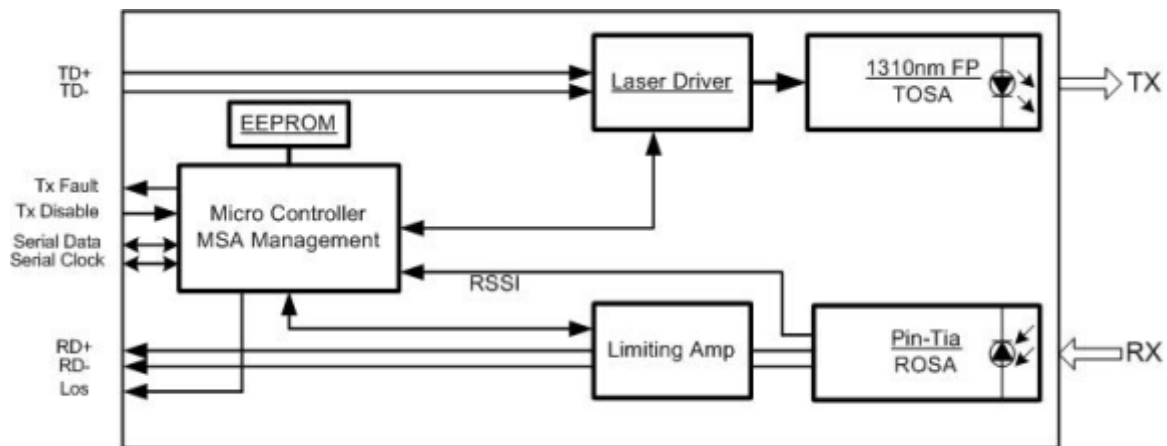 TD+
TD-
Laser Driver
1310nm FP
TOSA
TX
EEPROM
Tx Fault
Tx Disable
Serial Data
Serial Clock
Micro Controller
MSA Management
RSSI
RD+
RD-
Los
Limiting Amp
Pin-Tia
ROSA
RX